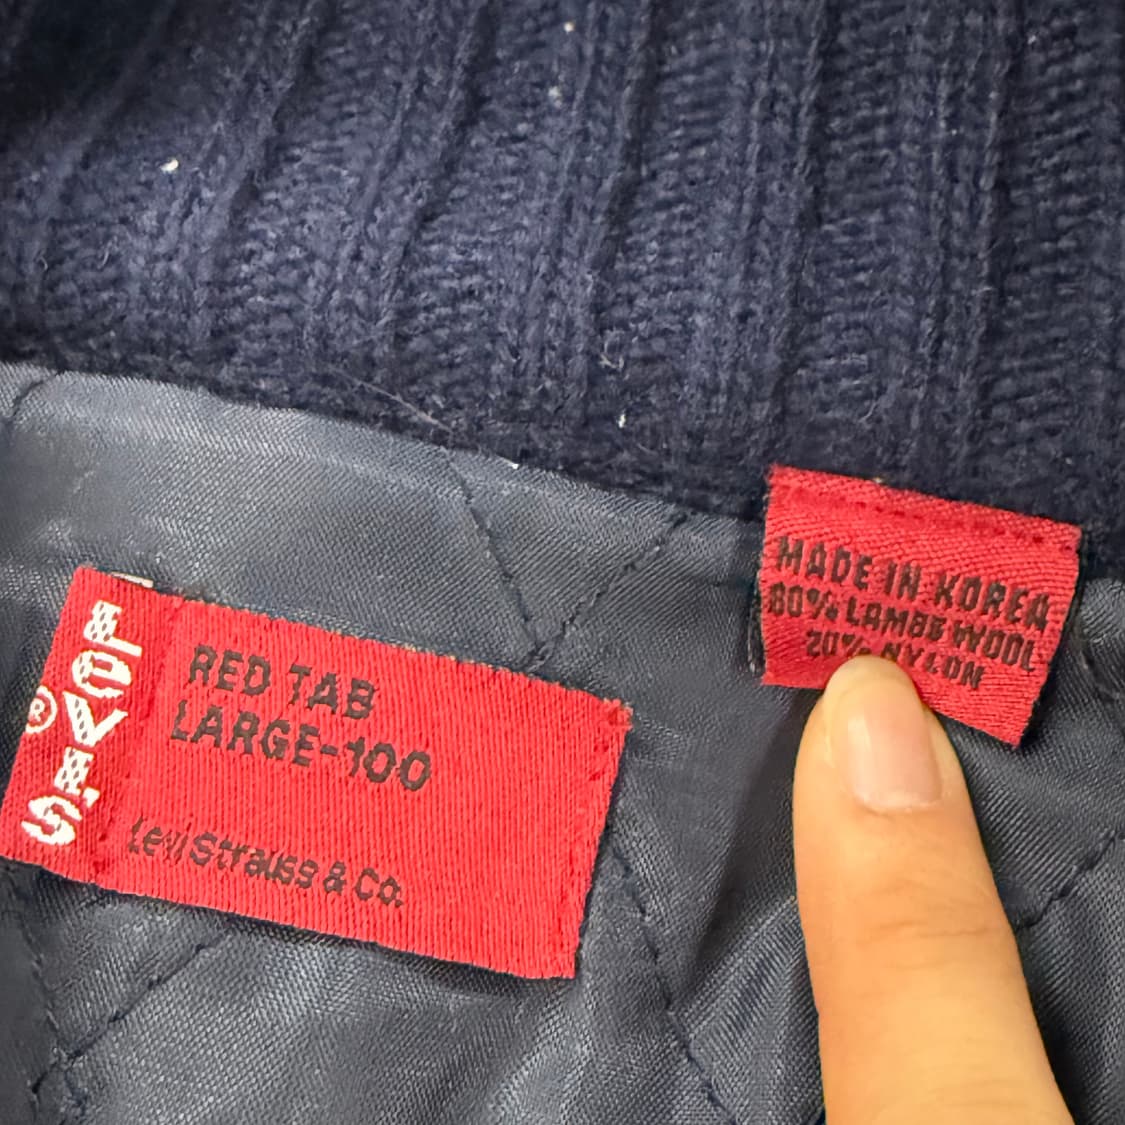 LEVI'S
®
RED TAB
LARGE-100
Levi Strauss & Co.
MADE IN KOREA
80% LAMBS WOOL
20% NYLON